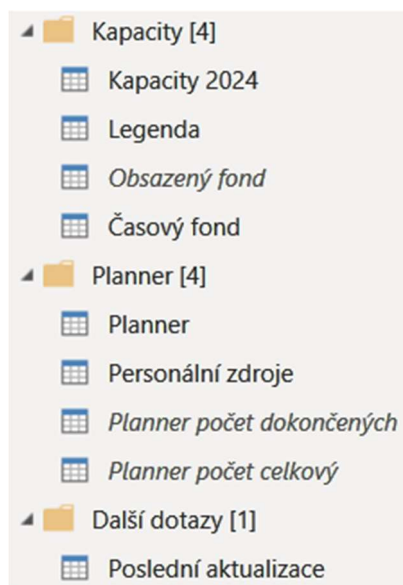 Kapacity [4]
Kapacity 2024
Legenda
Obsazený fond
Časový fond
Planner [4]
Planner
Personální zdroje
Planner počet dokončených
Planner počet celkový
Další dotazy [1]
Poslední aktualizace